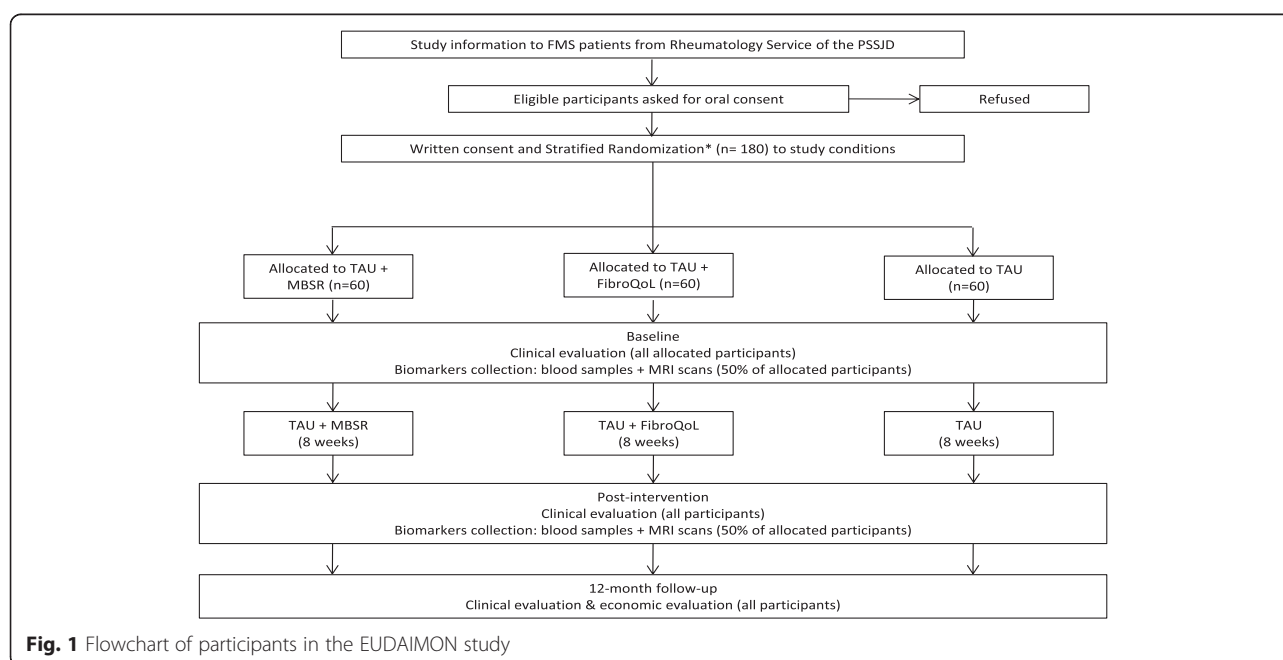 Study information to FMS patients from Rheumatology Service of the PSSJD
Eligible participants asked for oral consent
Refused
Written consent and Stratified Randomization* (n= 180) to study conditions
Allocated to TAU +
MBSR (n=60)
Allocated to TAU +
FibroQoL (n=60)
Allocated to TAU
(n=60)
Baseline
Clinical evaluation (all allocated participants)
Biomarkers collection: blood samples + MRI scans (50% of allocated participants)
TAU + MBSR
(8 weeks)
TAU + FibroQoL
(8 weeks)
TAU
(8 weeks)
Post-intervention
Clinical evaluation (all participants)
Biomarkers collection: blood samples + MRI scans (50% of allocated participants)
12-month follow-up
Clinical evaluation & economic evaluation (all participants)
Fig. 1 Flowchart of participants in the EUDAIMON study